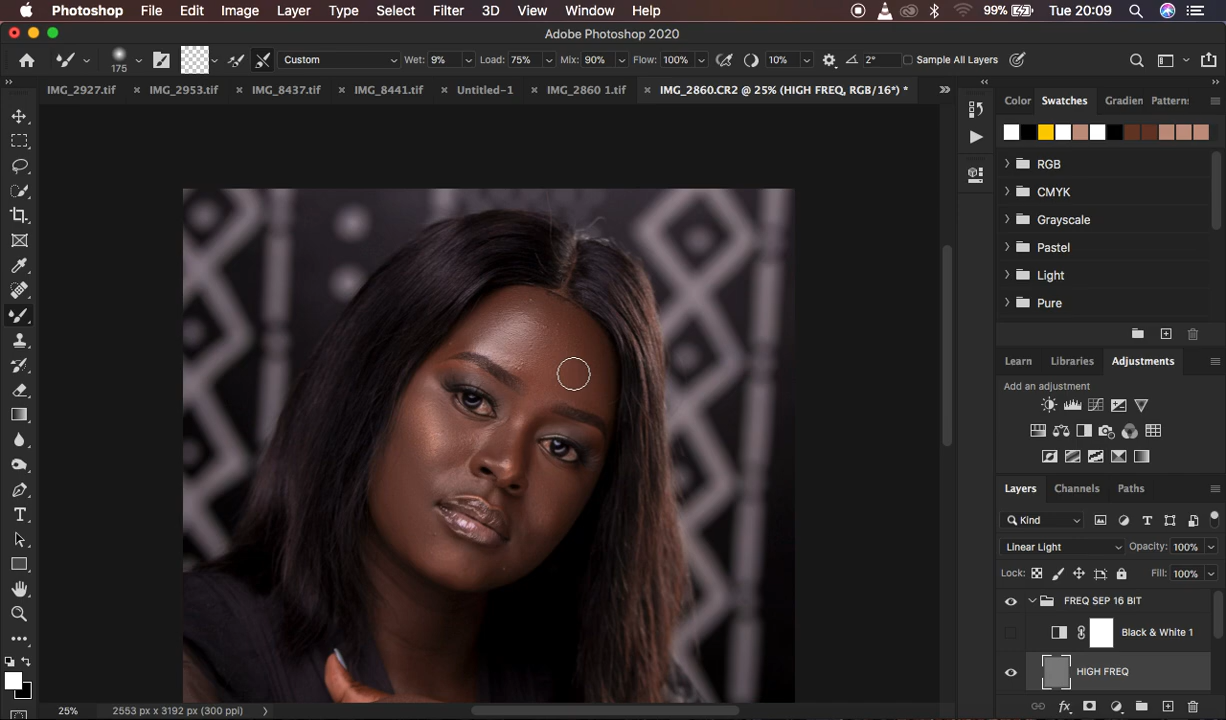 Photoshop File Edit Image Layer Type Select Filter 3D View Window Help 99% Tue 20:09
Adobe Photoshop 2020
175 Custom Wet: 9% Load: 75% Mix: 90% Flow: 100% 10% 2° Sample All Layers
IMG_2927.tif IMG_2953.tif IMG_8437.tif IMG_8441.tif Untitled-1 IMG_2860 1.tif IMG_2860.CR2 @ 25% (HIGH FREQ, RGB/16*) *
Color Swatches Gradien Patterns
RGB
CMYK
Grayscale
Pastel
Light
Pure
Learn Libraries Adjustments
Add an adjustment
Layers Channels Paths
Kind
Linear Light Opacity: 100%
Lock: Fill: 100%
FREQ SEP 16 BIT
Black & White 1
HIGH FREQ
25% 2553 px x 3192 px (300 ppi)